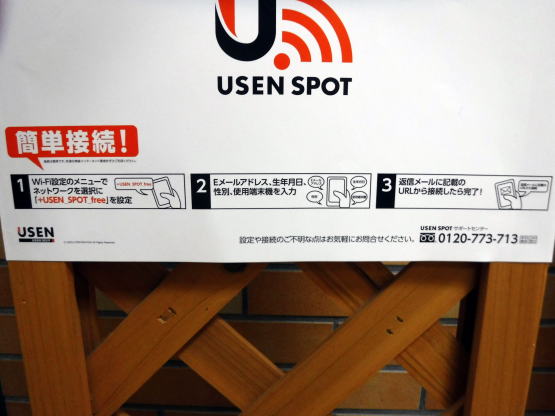 USEN SPOT
簡単接続！
1 Wi-Fi設定のメニューで
ネットワークを選択に
「+USEN_SPOT_free」を設定
+USEN_SPOT_free
2 Eメールアドレス、生年月日、
性別、使用端末機を入力
3 返信メールに記載の
URLから接続したら完了！
USEN
設定や接続のご不明な点はお気軽にお問合せください。
USEN SPOT サポートセンター
0120-773-713